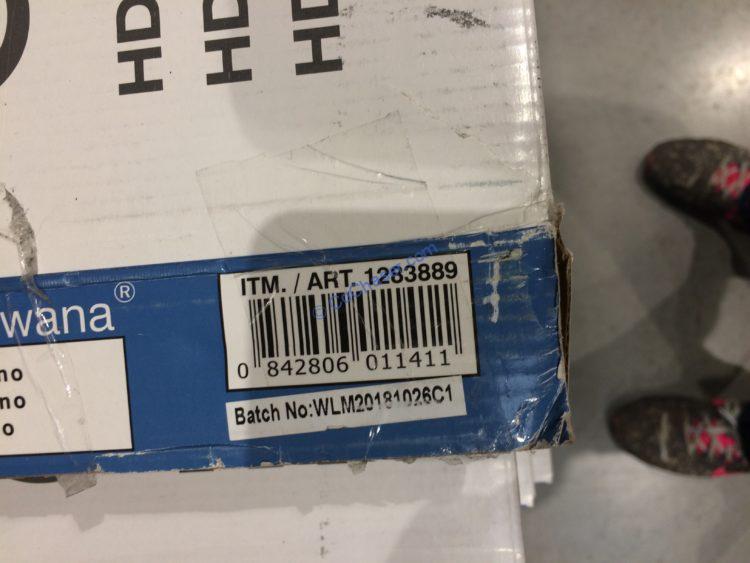 HD
HD
HD
wana®
no
no
o
ITM. / ART. 1283889
0 842806 011411
Batch No:WLM20181026C1